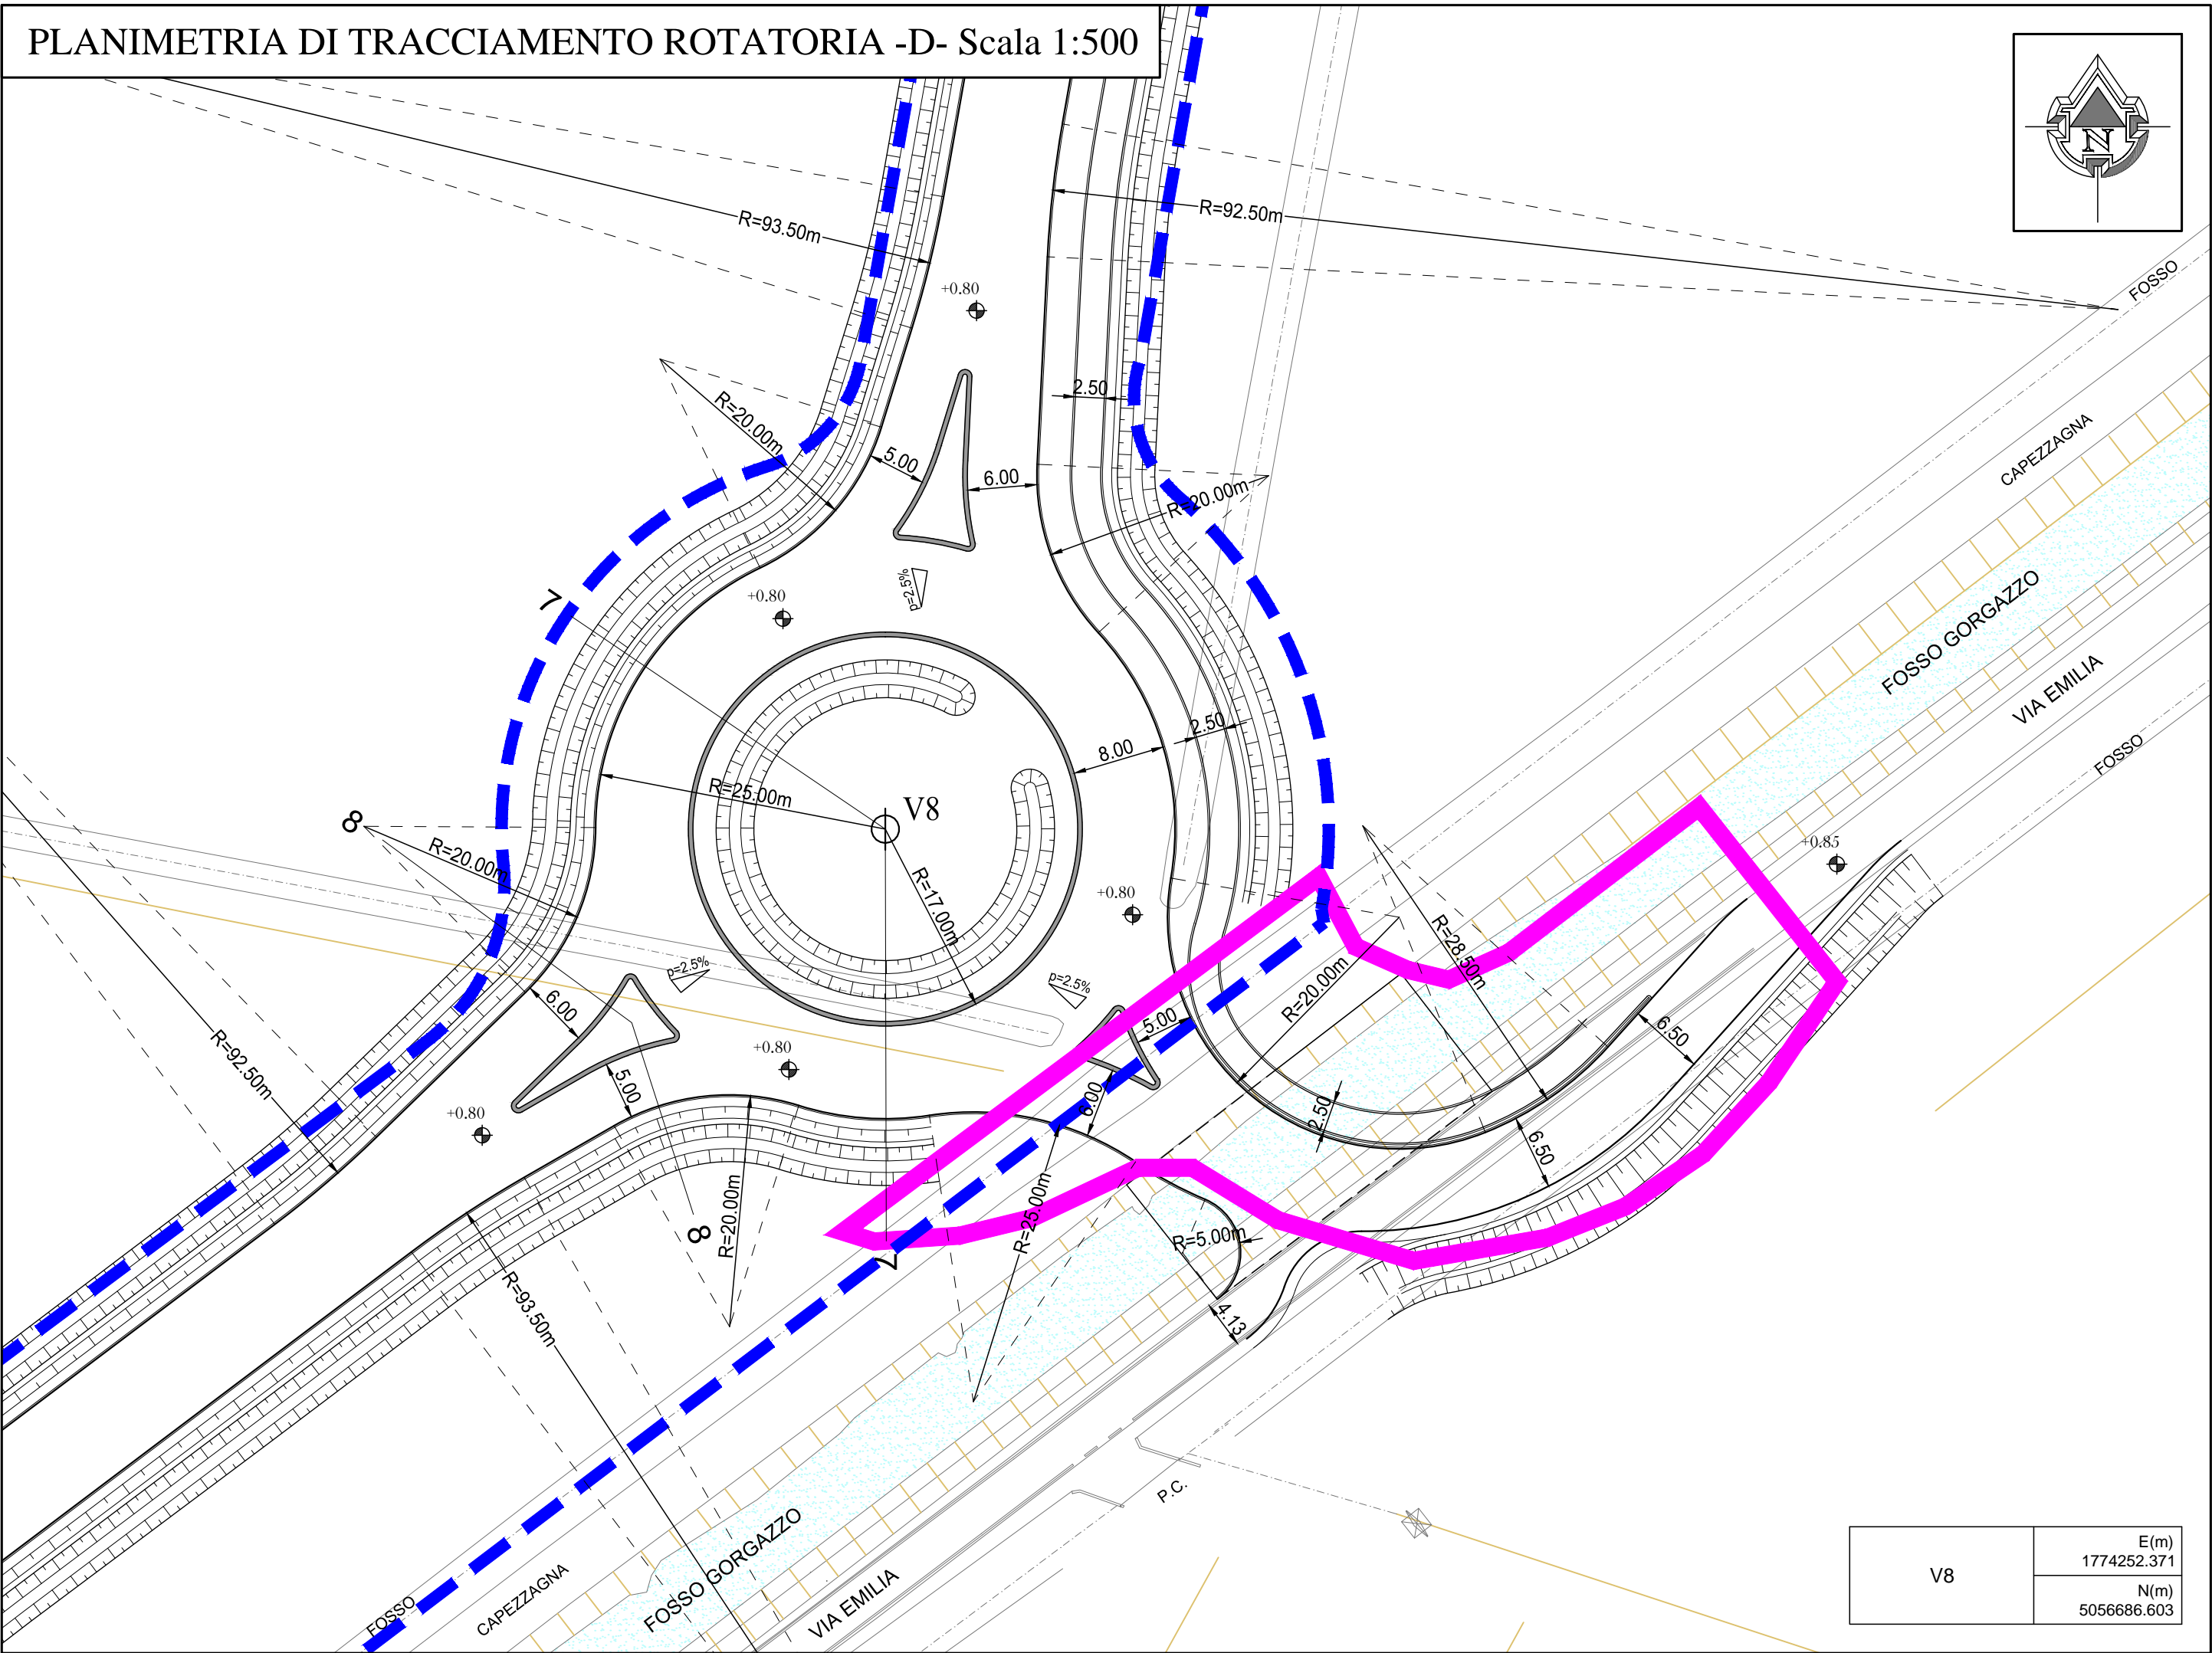 PLANIMETRIA DI TRACCIAMENTO ROTATORIA -D- Scala 1:500
N
R=93.50m
R=92.50m
FOSSO
+0.80
2.50
R=20.00m
CAPEZZAGNA
5.00
6.00
R=20.00m
p=2.5%
7
+0.80
FOSSO GORGAZZO
VIA EMILIA
2.50
8.00
FOSSO
R=25.00m
V8
8
R=20.00m
+0.85
R=17.00m
+0.80
R=28.50m
p=2.5%
p=2.5%
R=20.00m
6.00
5.00
6.50
R=92.50m
+0.80
5.00
6.00
2.50
+0.80
6.50
R=20.00m
8
R=25.00m
R=5.00m
7
R=93.50m
4.13
P.C.
FOSSO
CAPEZZAGNA
FOSSO GORGAZZO
VIA EMILIA
V8
E(m)
1774252.371
N(m)
5056686.603